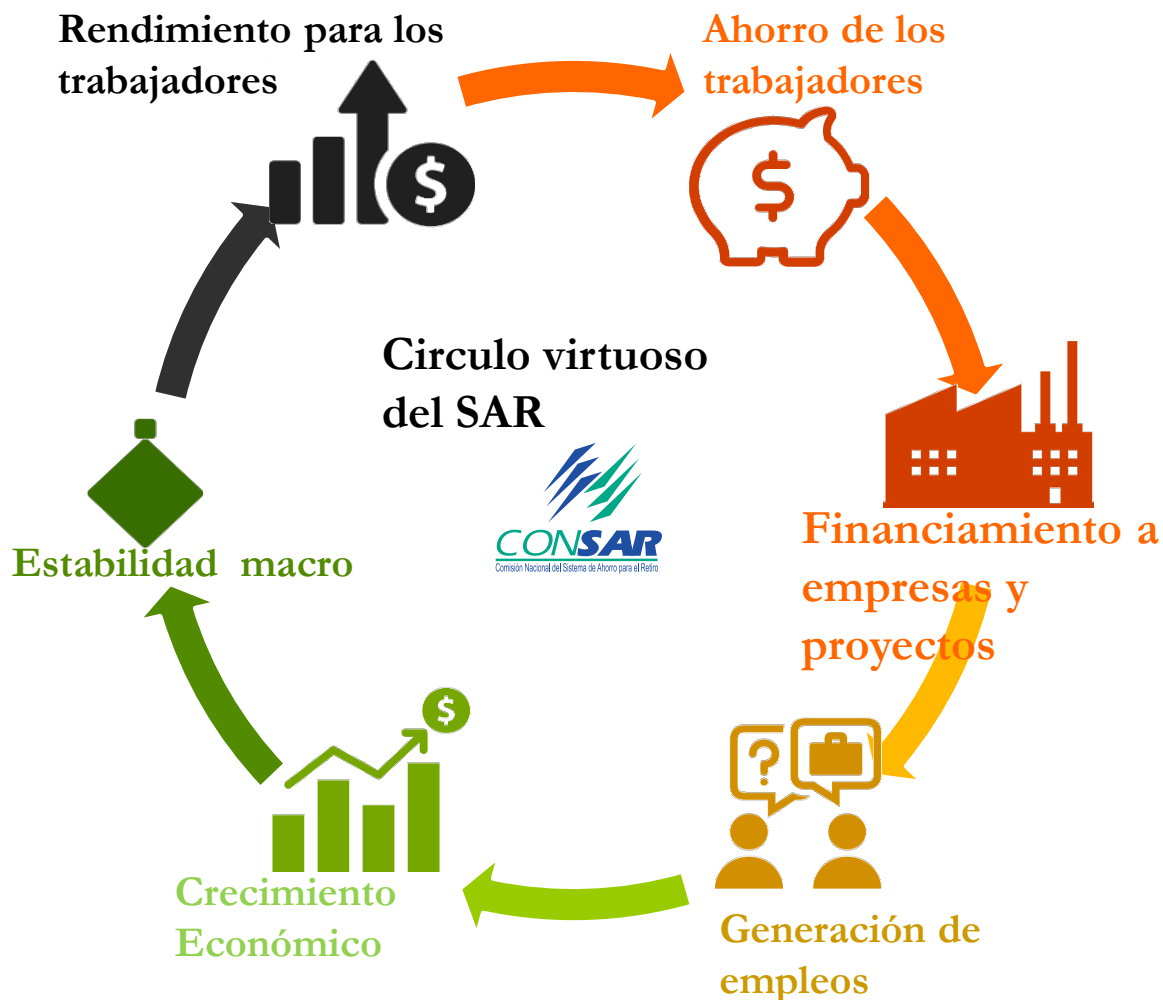 Rendimiento para los
trabajadores
$
Ahorro de los
trabajadores
$
Circulo virtuoso
del SAR
CONSAR
Comisión Nacional del Sistema de Ahorro para el Retiro
Financiamiento a
empresas y
proyectos
?
Generación de
empleos
$
Crecimiento
Económico
Estabilidad macro